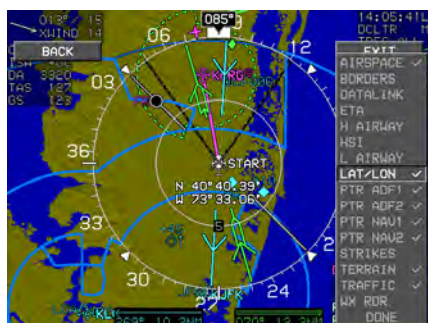 013° / 15
XWIND 14
BACK
085°
14:05:41L
DCLTR
EXIT
AIRSPACE ✓
BORDERS
DATALINK
ETA
H AIRWAY
HSI
L AIRWAY
LAT/LON ✓
PTR ADF1 ✓
PTR ADF2 ✓
PTR NAV1 ✓
PTR NAV2 ✓
STRIKES
TERRAIN ✓
TRAFFIC ✓
WX RDR
DONE
DA 3320
TAS 127
GS 123
06
12
03
36
33
30
24
START
N 40°40.39'
W 73°33.06'
5